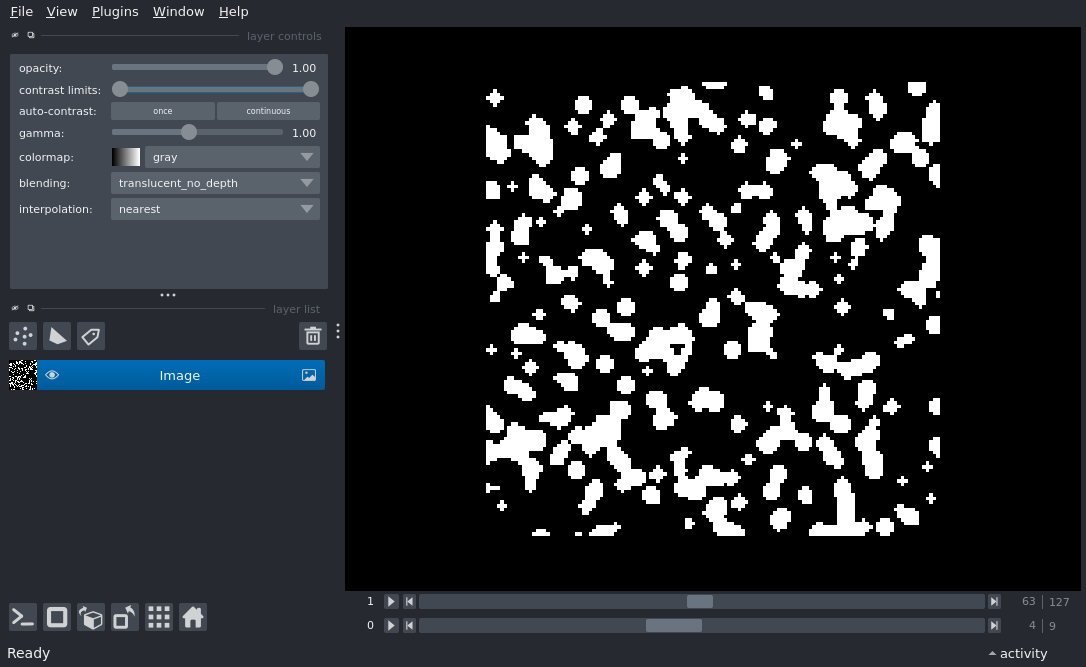 File View Plugins Window Help
layer controls
opacity: 1.00
contrast limits:
auto-contrast: once continuous
gamma: 1.00
colormap: gray
blending: translucent_no_depth
interpolation: nearest
layer list
Image
1 63 127
0 4 9
Ready activity